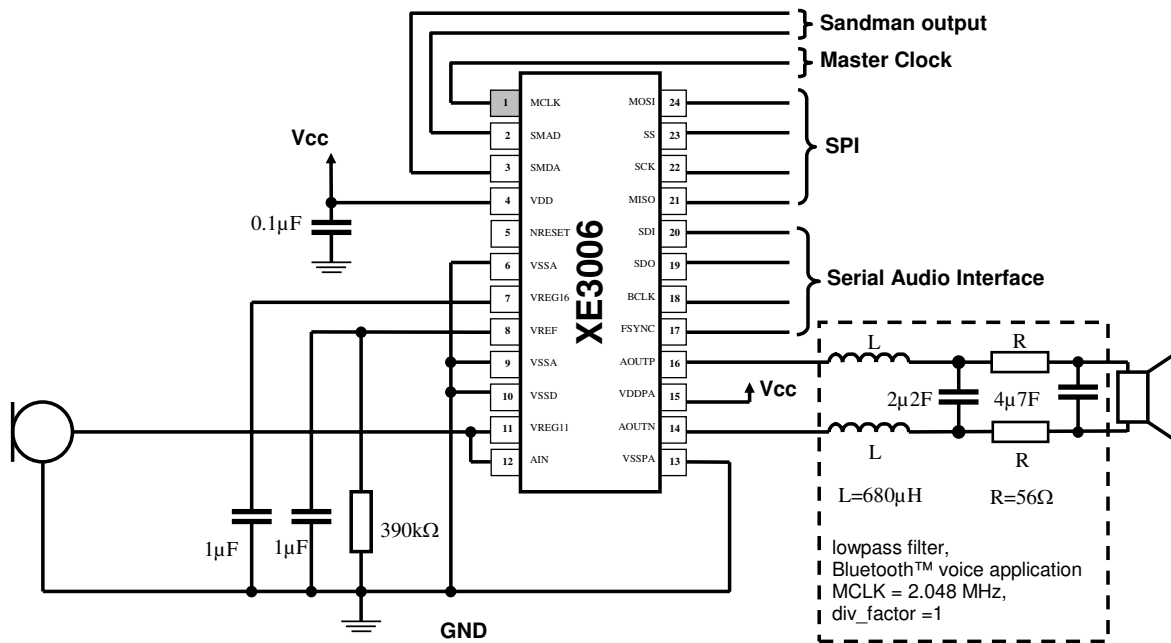 Sandman output
Master Clock
1 MCLK MOSI 24
2 SMAD SS 23
SPI
Vcc
3 SMDA SCK 22
4 VDD MISO 21
0.1µF
5 NRESET SDI 20
6 VSSA SDO 19
Serial Audio Interface
7 VREG16 BCLK 18
8 VREF FSYNC 17
XE3006
9 VSSA AOUTP 16
L R
10 VSSD VDDPA 15
Vcc
2µ2F 4µ7F
11 VREG11 AOUTN 14
12 AIN VSSPA 13
L R
L=680µH R=56Ω
1µF 1µF 390kΩ
lowpass filter,
Bluetooth™ voice application
MCLK = 2.048 MHz,
div_factor =1
GND